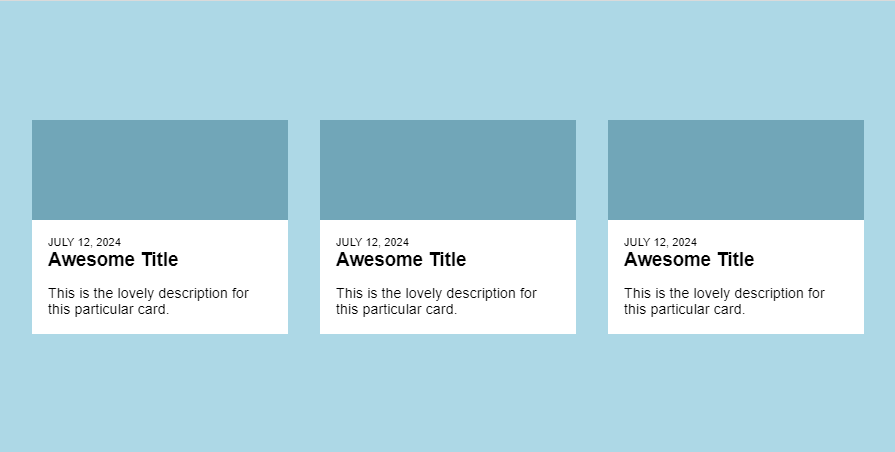 JULY 12, 2024
Awesome Title
This is the lovely description for
this particular card.
JULY 12, 2024
Awesome Title
This is the lovely description for
this particular card.
JULY 12, 2024
Awesome Title
This is the lovely description for
this particular card.